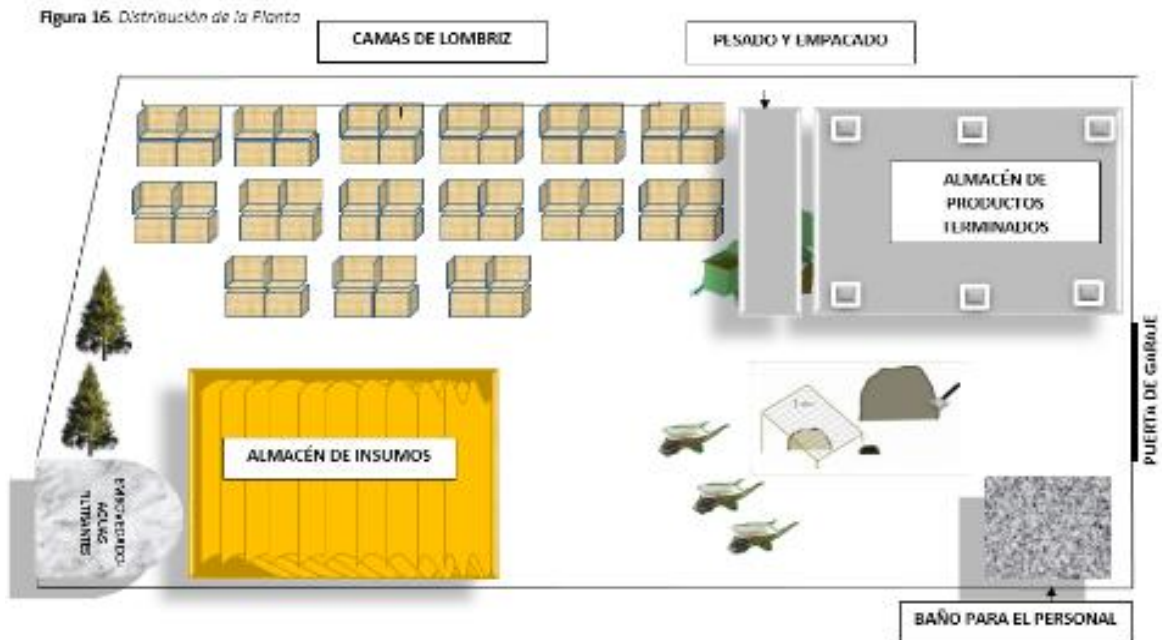 Figura 16. Distribución de la Planta
CAMAS DE LOMBRIZ
PESADO Y EMPACADO
ALMACÉN DE
PRODUCTOS
TERMINADOS
PUERTA DE GARAJE
ALMACÉN DE INSUMOS
AGUAS
BAÑO PARA EL PERSONAL